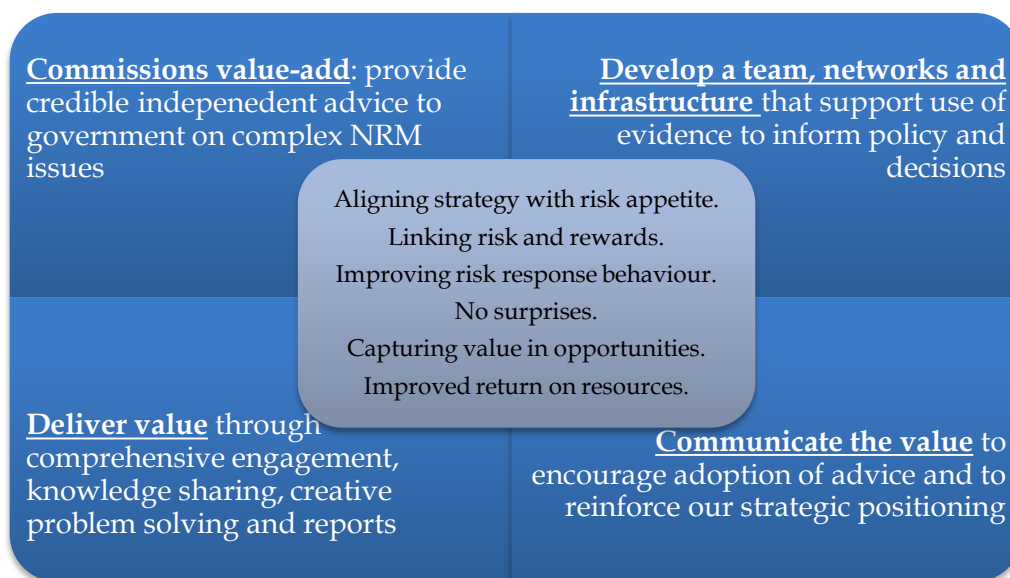 Commissions value-add: provide
credible indepenedent advice to
government on complex NRM
issues
Develop a team, networks and
infrastructure that support use of
evidence to inform policy and
decisions
Aligning strategy with risk appetite.
Linking risk and rewards.
Improving risk response behaviour.
No surprises.
Capturing value in opportunities.
Improved return on resources.
Deliver value through
comprehensive engagement,
knowledge sharing, creative
problem solving and reports
Communicate the value to
encourage adoption of advice and to
reinforce our strategic positioning